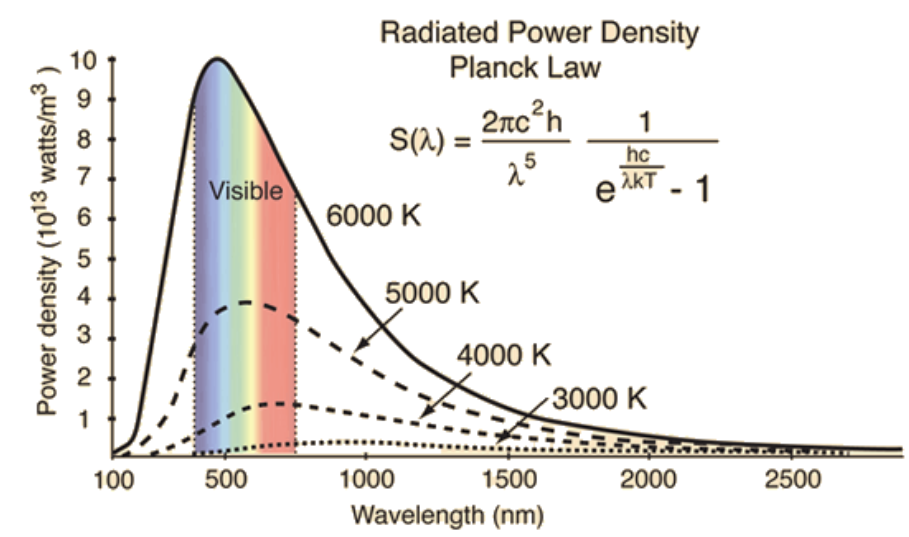 Radiated Power Density
Planck Law
S(λ) = 2πc²h / λ⁵ 1 / e^(hc/λkT) - 1
Power density (10¹³ watts/m³ )
10
9
8
7
6
5
4
3
2
1
Visible
6000 K
5000 K
4000 K
3000 K
100 500 1000 1500 2000 2500
Wavelength (nm)